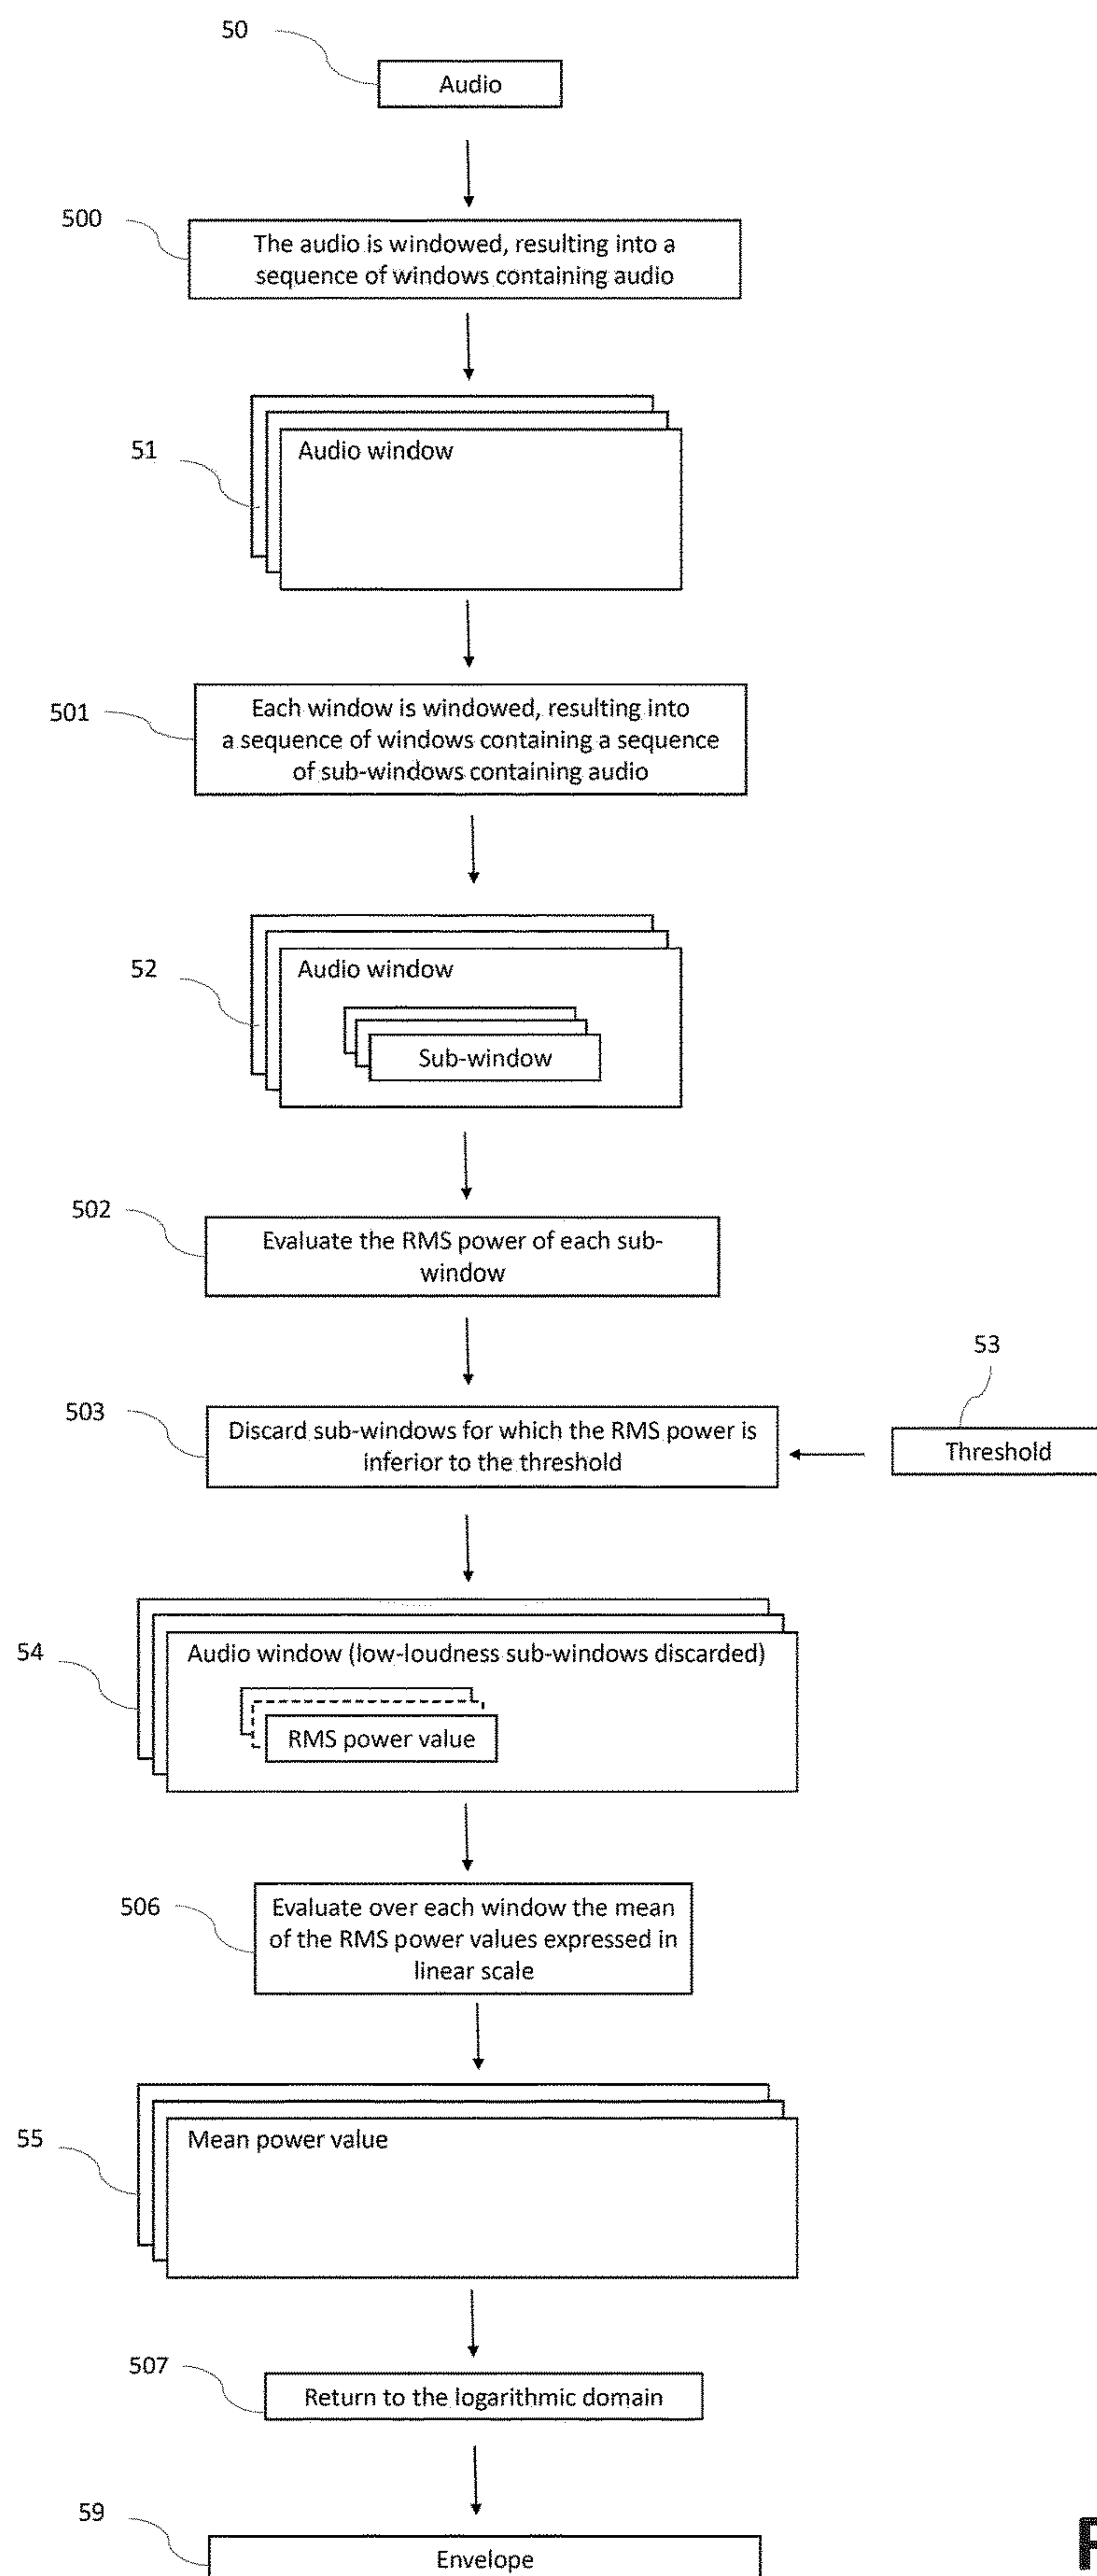 50
Audio
500
The audio is windowed, resulting into a
sequence of windows containing audio
51
Audio window
501
Each window is windowed, resulting into
a sequence of windows containing a sequence
of sub-windows containing audio
52
Audio window
Sub-window
502
Evaluate the RMS power of each sub-
window
53
503
Discard sub-windows for which the RMS power is
inferior to the threshold
Threshold
54
Audio window (low-loudness sub-windows discarded)
RMS power value
506
Evaluate over each window the mean
of the RMS power values expressed in
linear scale
55
Mean power value
507
Return to the logarithmic domain
59
Envelope